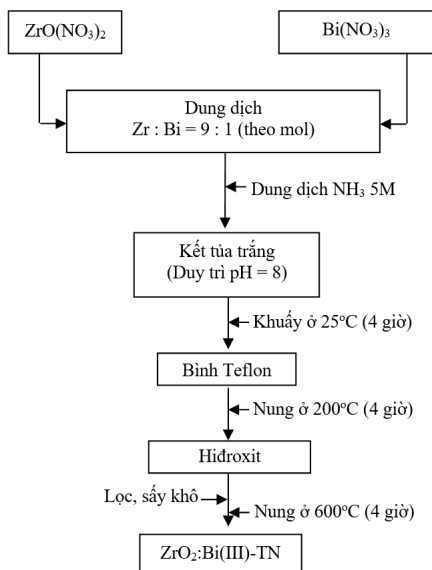 ZrO(NO₃)₂
Bi(NO₃)₃
Dung dịch
Zr : Bi = 9 : 1 (theo mol)
Dung dịch NH₃ 5M
Kết tủa trắng
(Duy trì pH = 8)
Khuấy ở 25°C (4 giờ)
Bình Teflon
Nung ở 200°C (4 giờ)
Hiđroxit
Lọc, sấy khô
Nung ở 600°C (4 giờ)
ZrO₂:Bi(III)-TN